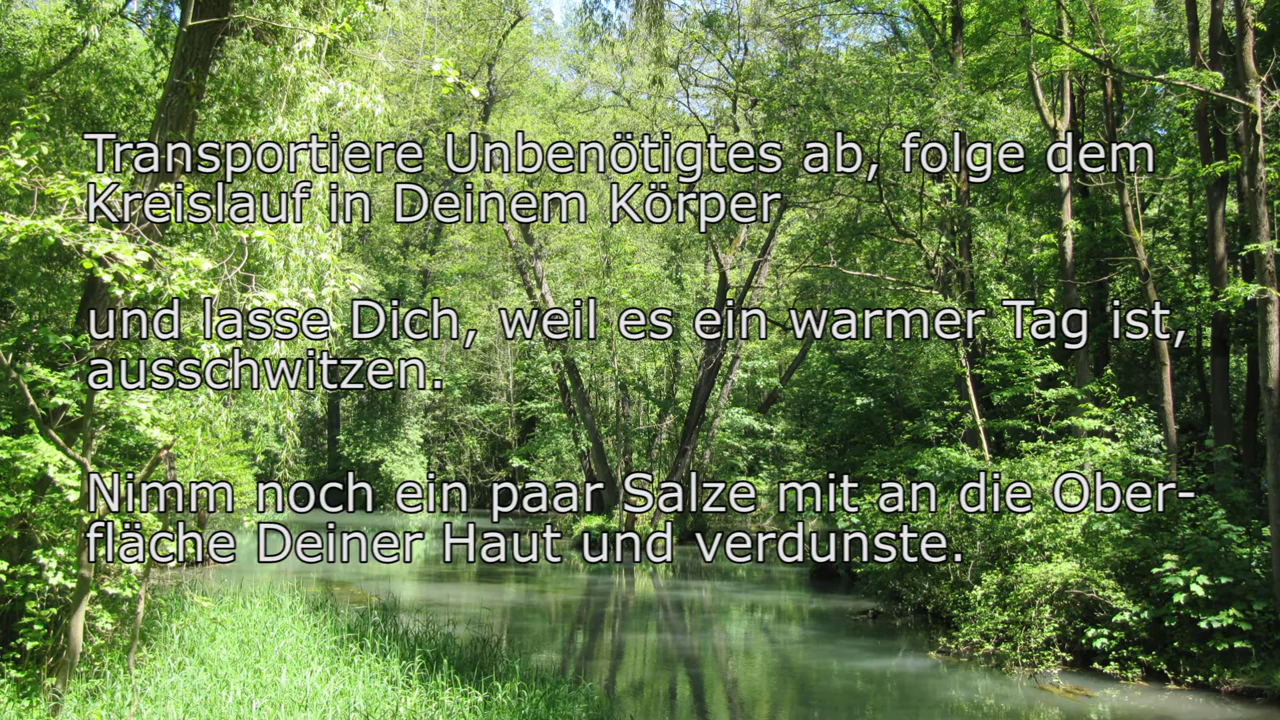 Transportiere Unbenötigtes ab, folge dem
Kreislauf in Deinem Körper
und lasse Dich, weil es ein warmer Tag ist,
ausschwitzen.
Nimm noch ein paar Salze mit an die Ober-
fläche Deiner Haut und verdunste.